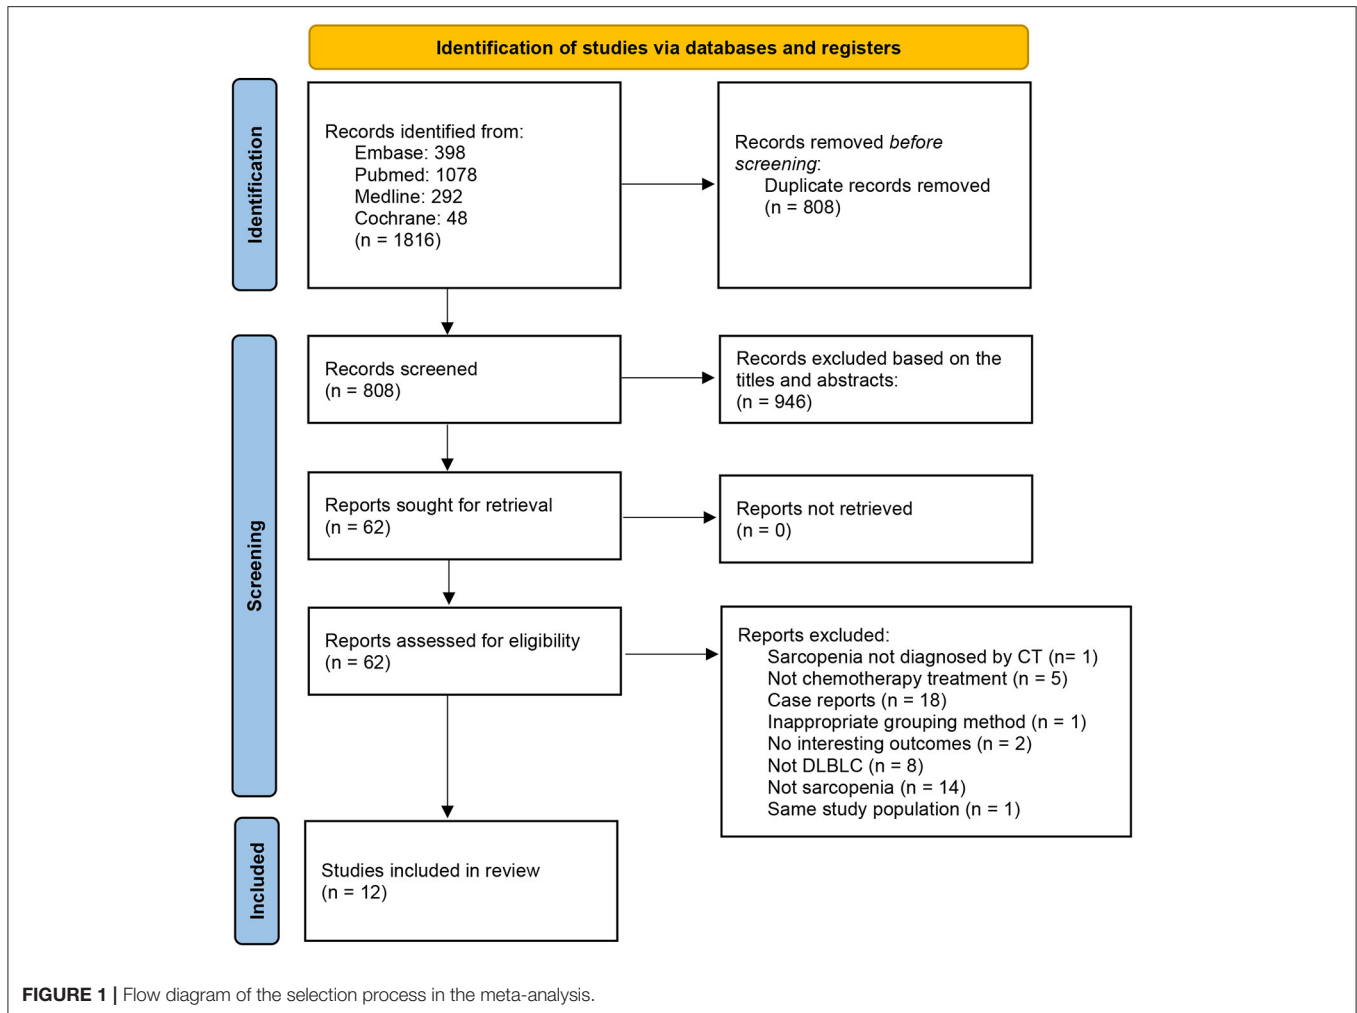 Identification of studies via databases and registers
Identification
Records identified from:
Embase: 398
Pubmed: 1078
Medline: 292
Cochrane: 48
(n = 1816)
Records removed before
screening:
Duplicate records removed
(n = 808)
Screening
Records screened
(n = 808)
Records excluded based on the
titles and abstracts:
(n = 946)
Reports sought for retrieval
(n = 62)
Reports not retrieved
(n = 0)
Reports assessed for eligibility
(n = 62)
Reports excluded:
Sarcopenia not diagnosed by CT (n= 1)
Not chemotherapy treatment (n = 5)
Case reports (n = 18)
Inappropriate grouping method (n = 1)
No interesting outcomes (n = 2)
Not DLBLC (n = 8)
Not sarcopenia (n = 14)
Same study population (n = 1)
Included
Studies included in review
(n = 12)
FIGURE 1 | Flow diagram of the selection process in the meta-analysis.